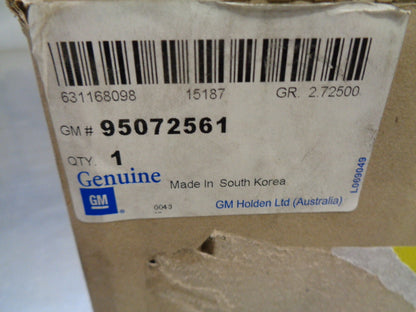 631168098 15187 GR. 2.72500
GM # 95072561
QTY. 1
Genuine Made In South Korea
GM ® 0043 GM Holden Ltd (Australia)
L069049